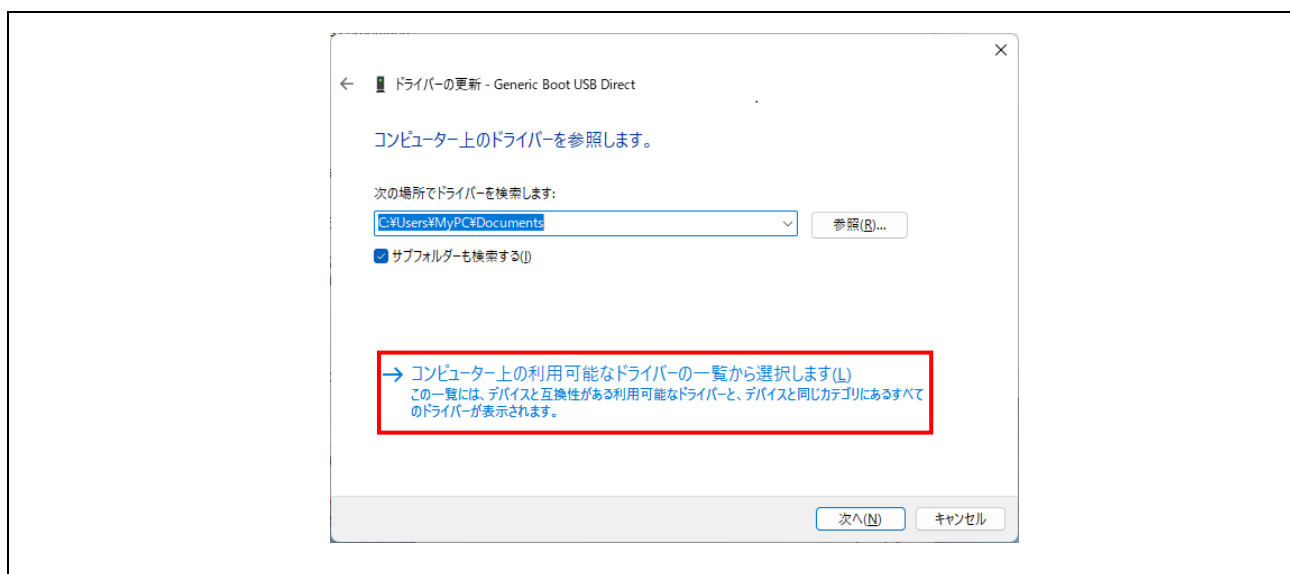 ドライバーの更新 - Generic Boot USB Direct
コンピューター上のドライバーを参照します。
次の場所でドライバーを検索します:
C:¥Users¥MyPC¥Documents
参照(R)...
サブフォルダーも検索する(I)
コンピューター上の利用可能なドライバーの一覧から選択します(L)
この一覧には、デバイスと互換性がある利用可能なドライバーと、デバイスと同じカテゴリにあるすべて
のドライバーが表示されます。
次へ(N)
キャンセル